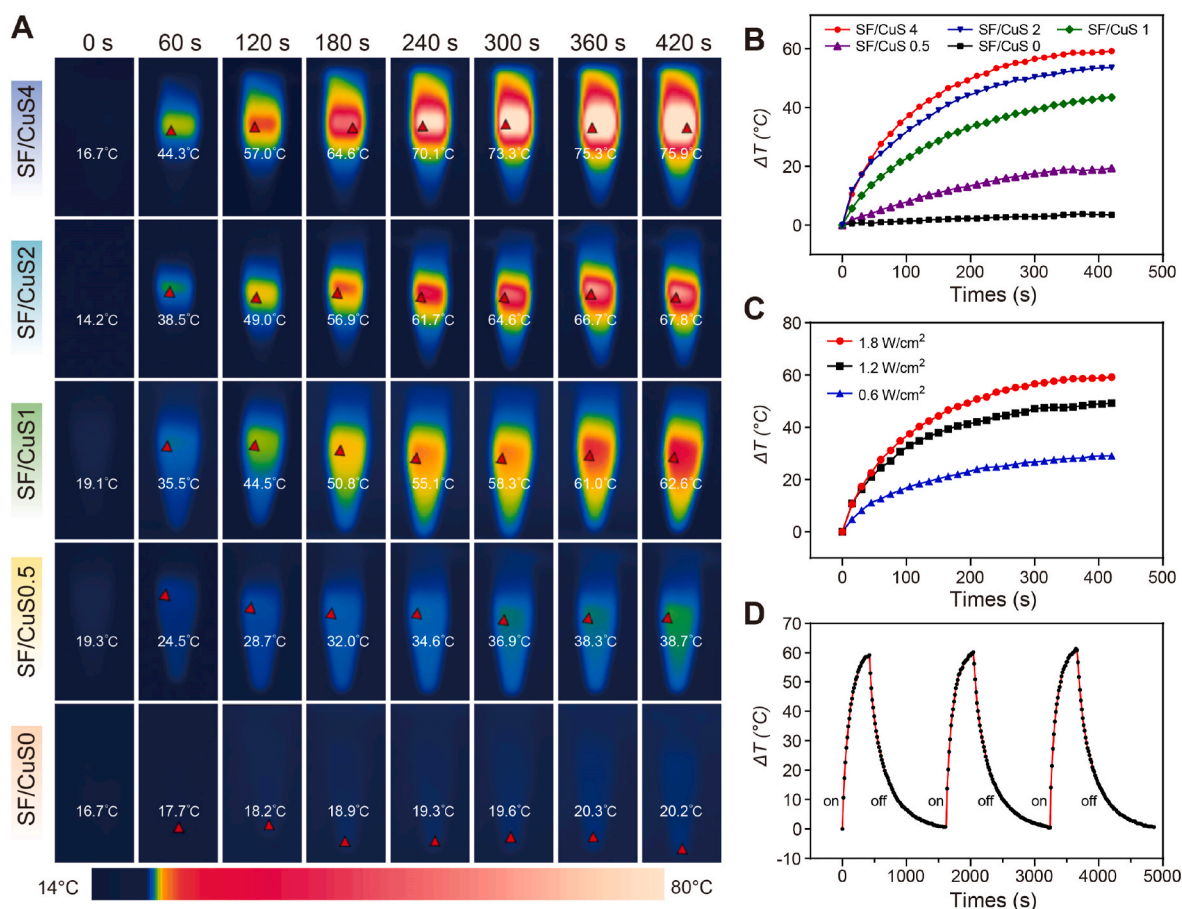 A
0 s 60 s 120 s 180 s 240 s 300 s 360 s 420 s
SF/CuS4
16.7°C 44.3°C 57.0°C 64.6°C 70.1°C 73.3°C 75.3°C 75.9°C
SF/CuS2
14.2°C 38.5°C 49.0°C 56.9°C 61.7°C 64.6°C 66.7°C 67.8°C
SF/CuS1
19.1°C 35.5°C 44.5°C 50.8°C 55.1°C 58.3°C 61.0°C 62.6°C
SF/CuS0.5
19.3°C 24.5°C 28.7°C 32.0°C 34.6°C 36.9°C 38.3°C 38.7°C
SF/CuS0
16.7°C 17.7°C 18.2°C 18.9°C 19.3°C 19.6°C 20.3°C 20.2°C
14°C 80°C
B
SF/CuS 4 SF/CuS 2 SF/CuS 1
SF/CuS 0.5 SF/CuS 0
ΔT (°C)
60
40
20
0
0 100 200 300 400 500
Times (s)
C
1.8 W/cm²
1.2 W/cm²
0.6 W/cm²
ΔT (°C)
80
60
40
20
0
0 100 200 300 400 500
Times (s)
D
ΔT (°C)
70
60
50
40
30
20
10
0
-10
on off on off on off
0 1000 2000 3000 4000 5000
Times (s)